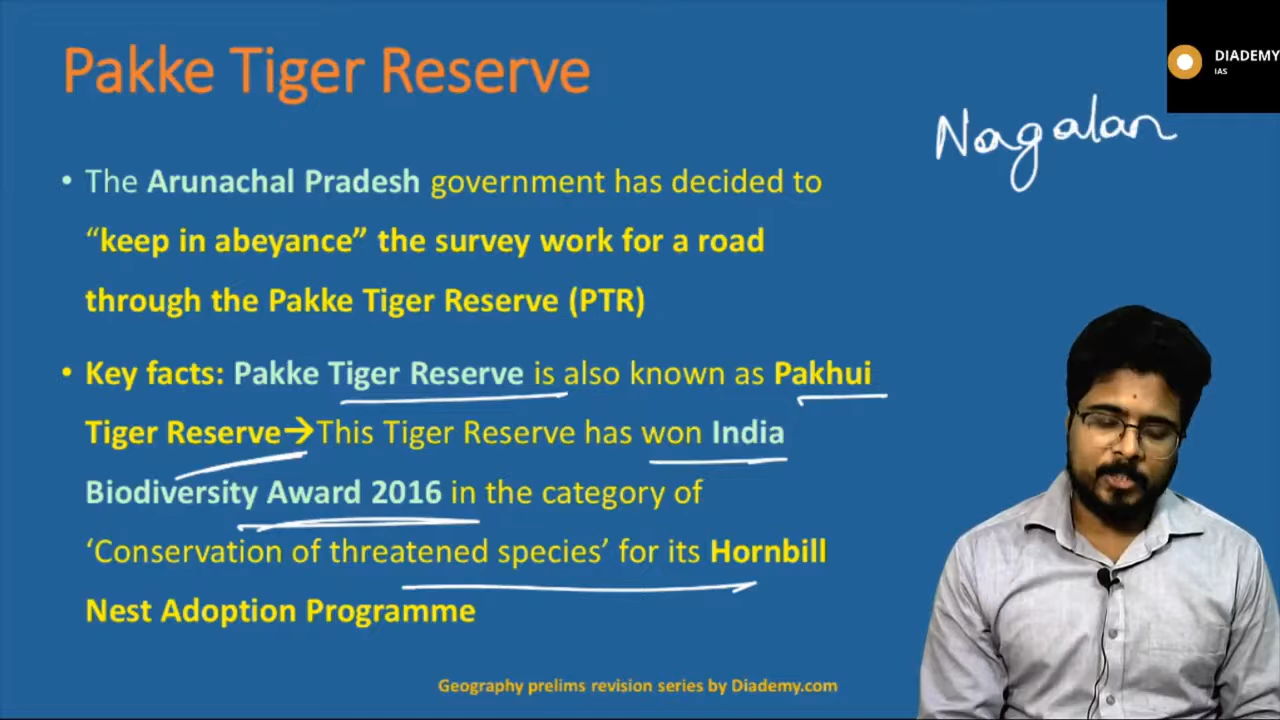 Pakke Tiger Reserve
DIADEMY
IAS
Nagalan
• The Arunachal Pradesh government has decided to
“keep in abeyance” the survey work for a road
through the Pakke Tiger Reserve (PTR)
• Key facts: Pakke Tiger Reserve is also known as Pakhui
Tiger Reserve→This Tiger Reserve has won India
Biodiversity Award 2016 in the category of
‘Conservation of threatened species’ for its Hornbill
Nest Adoption Programme
Geography prelims revision series by Diademy.com